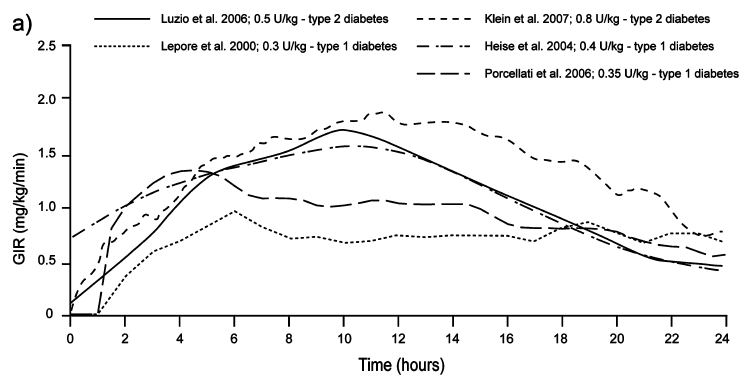 a)
Luzio et al. 2006; 0.5 U/kg - type 2 diabetes
Lepore et al. 2000; 0.3 U/kg - type 1 diabetes
Klein et al. 2007; 0.8 U/kg - type 2 diabetes
Heise et al. 2004; 0.4 U/kg - type 1 diabetes
Porcellati et al. 2006; 0.35 U/kg - type 1 diabetes
GIR (mg/kg/min)
2.5
2.0
1.5
1.0
0.5
0
0 2 4 6 8 10 12 14 16 18 20 22 24
Time (hours)